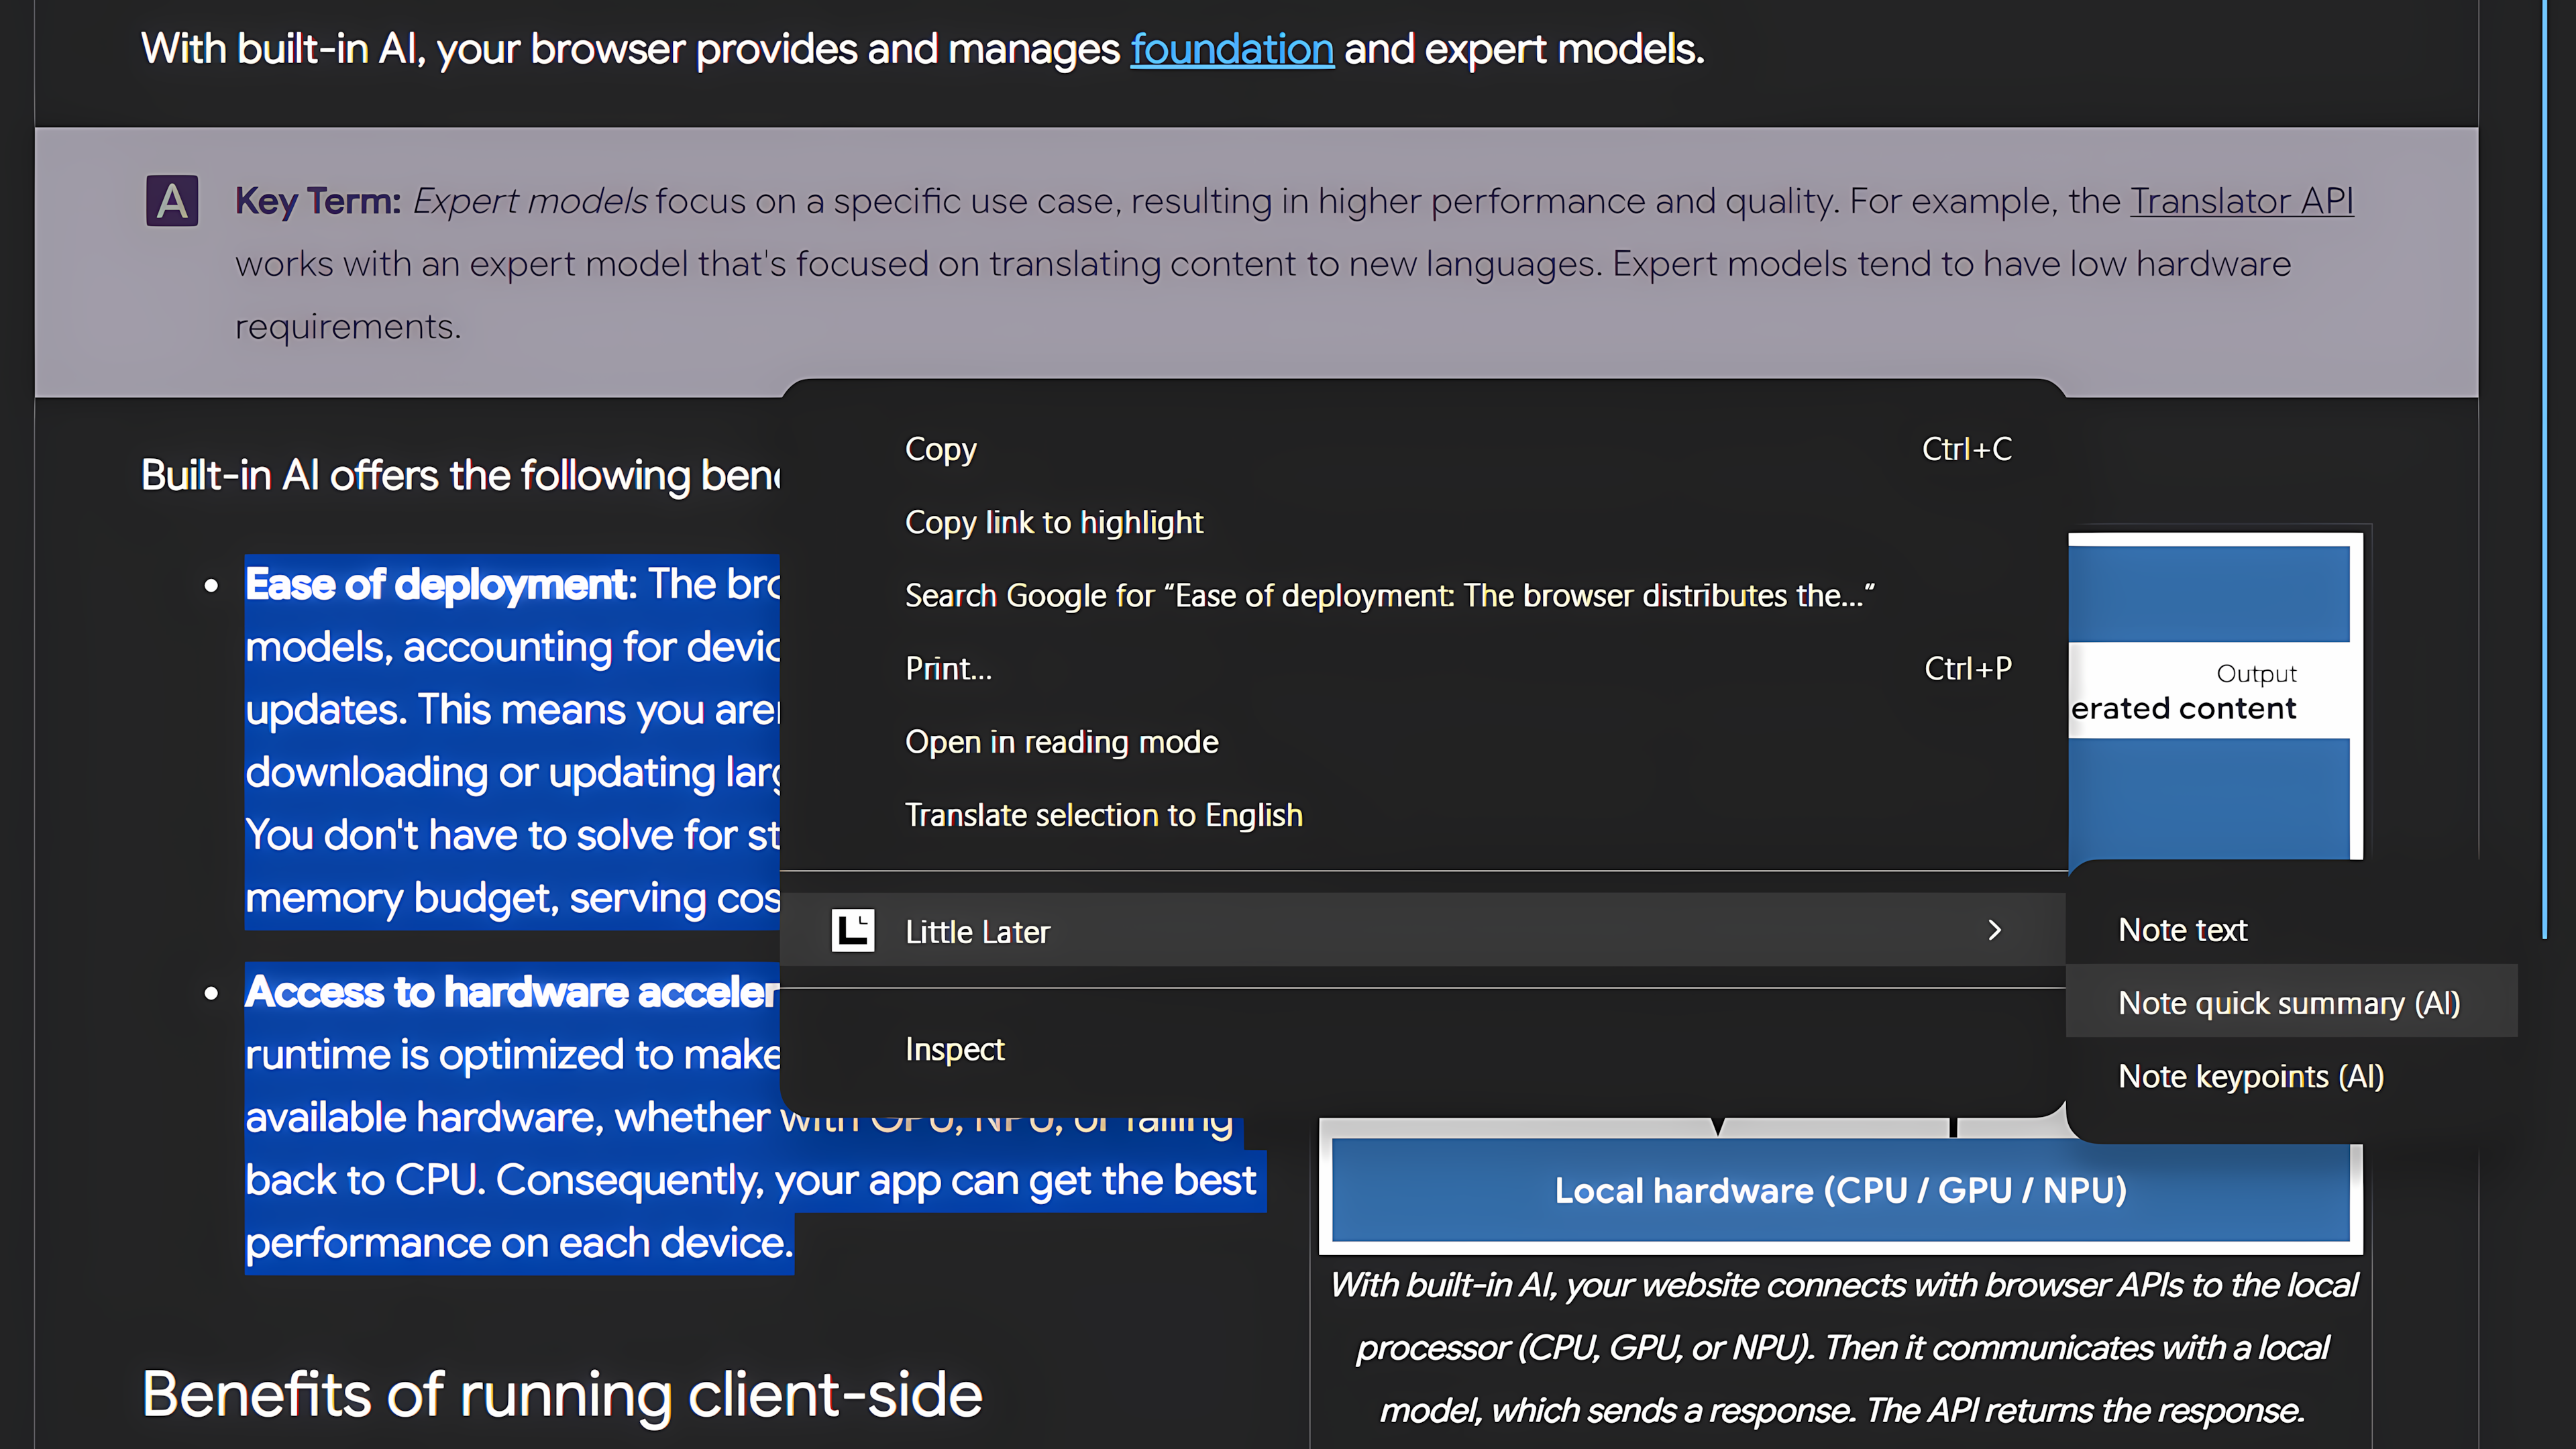 With built-in AI, your browser provides and manages foundation and expert models.
A
Key Term: Expert models focus on a specific use case, resulting in higher performance and quality. For example, the Translator API
works with an expert model that's focused on translating content to new languages. Expert models tend to have low hardware
requirements.
Built-in AI offers the following
Ease of deployment: The
models, accounting for
updates. This means you
downloading or updating
You don't have to solve for
memory budget, serving
Access to hardware
runtime is optimized to make
available hardware, whether with GPU, NPU, or falling
back to CPU. Consequently, your app can get the best
performance on each device.
Benefits of running client-side
Copy Ctrl+C
Copy link to highlight
Search Google for “Ease of deployment: The browser distributes the...”
Print... Ctrl+P
Open in reading mode
Translate selection to English
Little Later
Inspect
Note text
Note quick summary (AI)
Note keypoints (AI)
Output
content
Local hardware (CPU / GPU / NPU)
With built-in AI, your website connects with browser APIs to the local
processor (CPU, GPU, or NPU). Then it communicates with a local
model, which sends a response. The API returns the response.